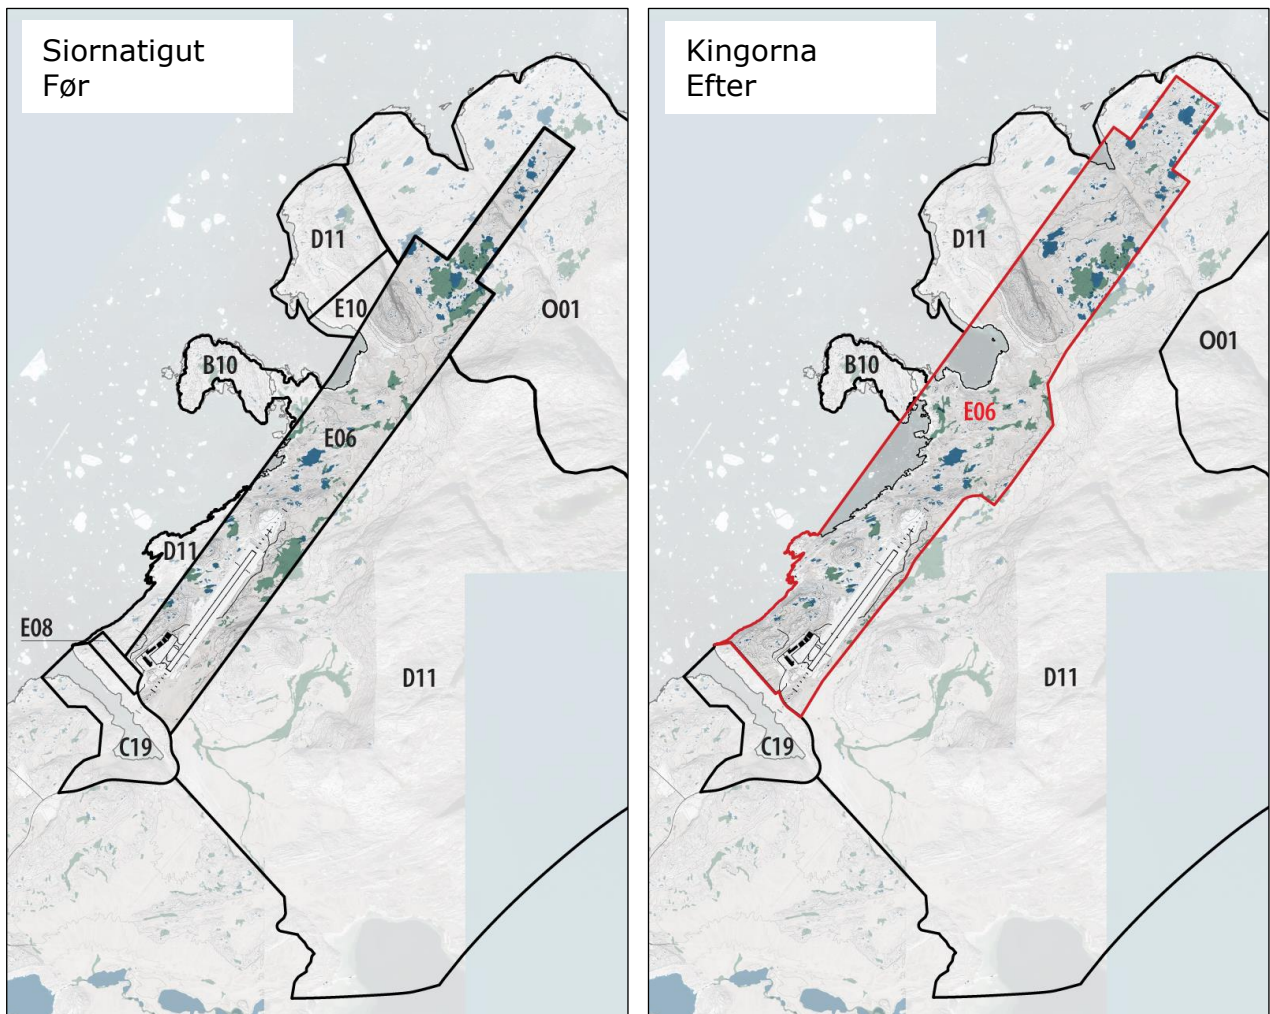 Siornatigut
Før
D11
E10
O01
B10
E06
D11
E08
D11
C19
Kingorna
Efter
D11
O01
B10
E06
D11
C19